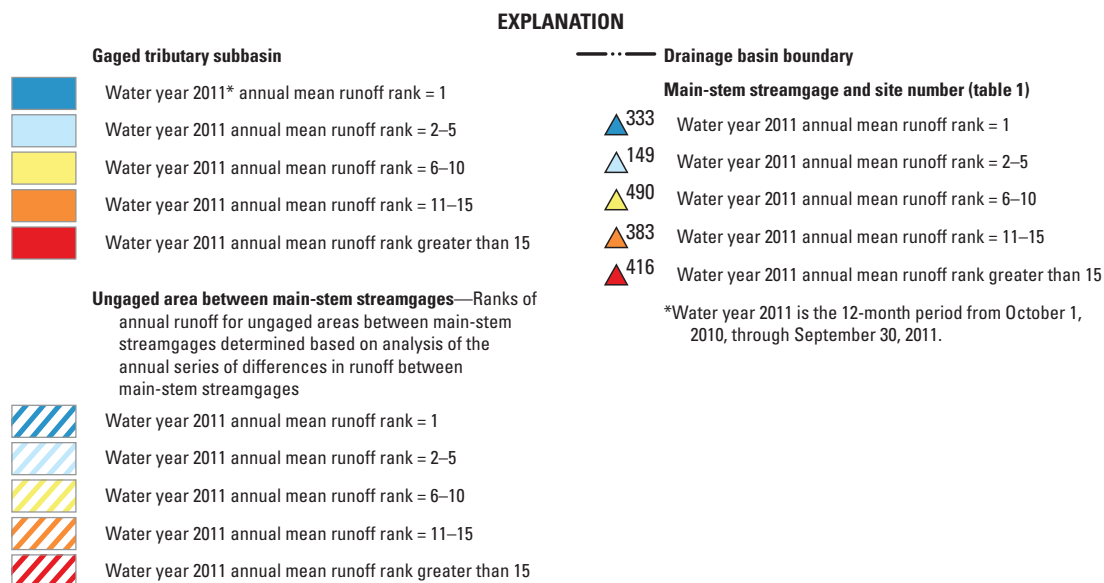 EXPLANATION
Gaged tributary subbasin
Water year 2011* annual mean runoff rank = 1
Water year 2011 annual mean runoff rank = 2–5
Water year 2011 annual mean runoff rank = 6–10
Water year 2011 annual mean runoff rank = 11–15
Water year 2011 annual mean runoff rank greater than 15
Ungaged area between main-stem streamgages—Ranks of
annual runoff for ungaged areas between main-stem
streamgages determined based on analysis of the
annual series of differences in runoff between
main-stem streamgages
Water year 2011 annual mean runoff rank = 1
Water year 2011 annual mean runoff rank = 2–5
Water year 2011 annual mean runoff rank = 6–10
Water year 2011 annual mean runoff rank = 11–15
Water year 2011 annual mean runoff rank greater than 15
Drainage basin boundary
Main-stem streamgage and site number (table 1)
333 Water year 2011 annual mean runoff rank = 1
149 Water year 2011 annual mean runoff rank = 2–5
490 Water year 2011 annual mean runoff rank = 6–10
383 Water year 2011 annual mean runoff rank = 11–15
416 Water year 2011 annual mean runoff rank greater than 15
*Water year 2011 is the 12-month period from October 1,
2010, through September 30, 2011.